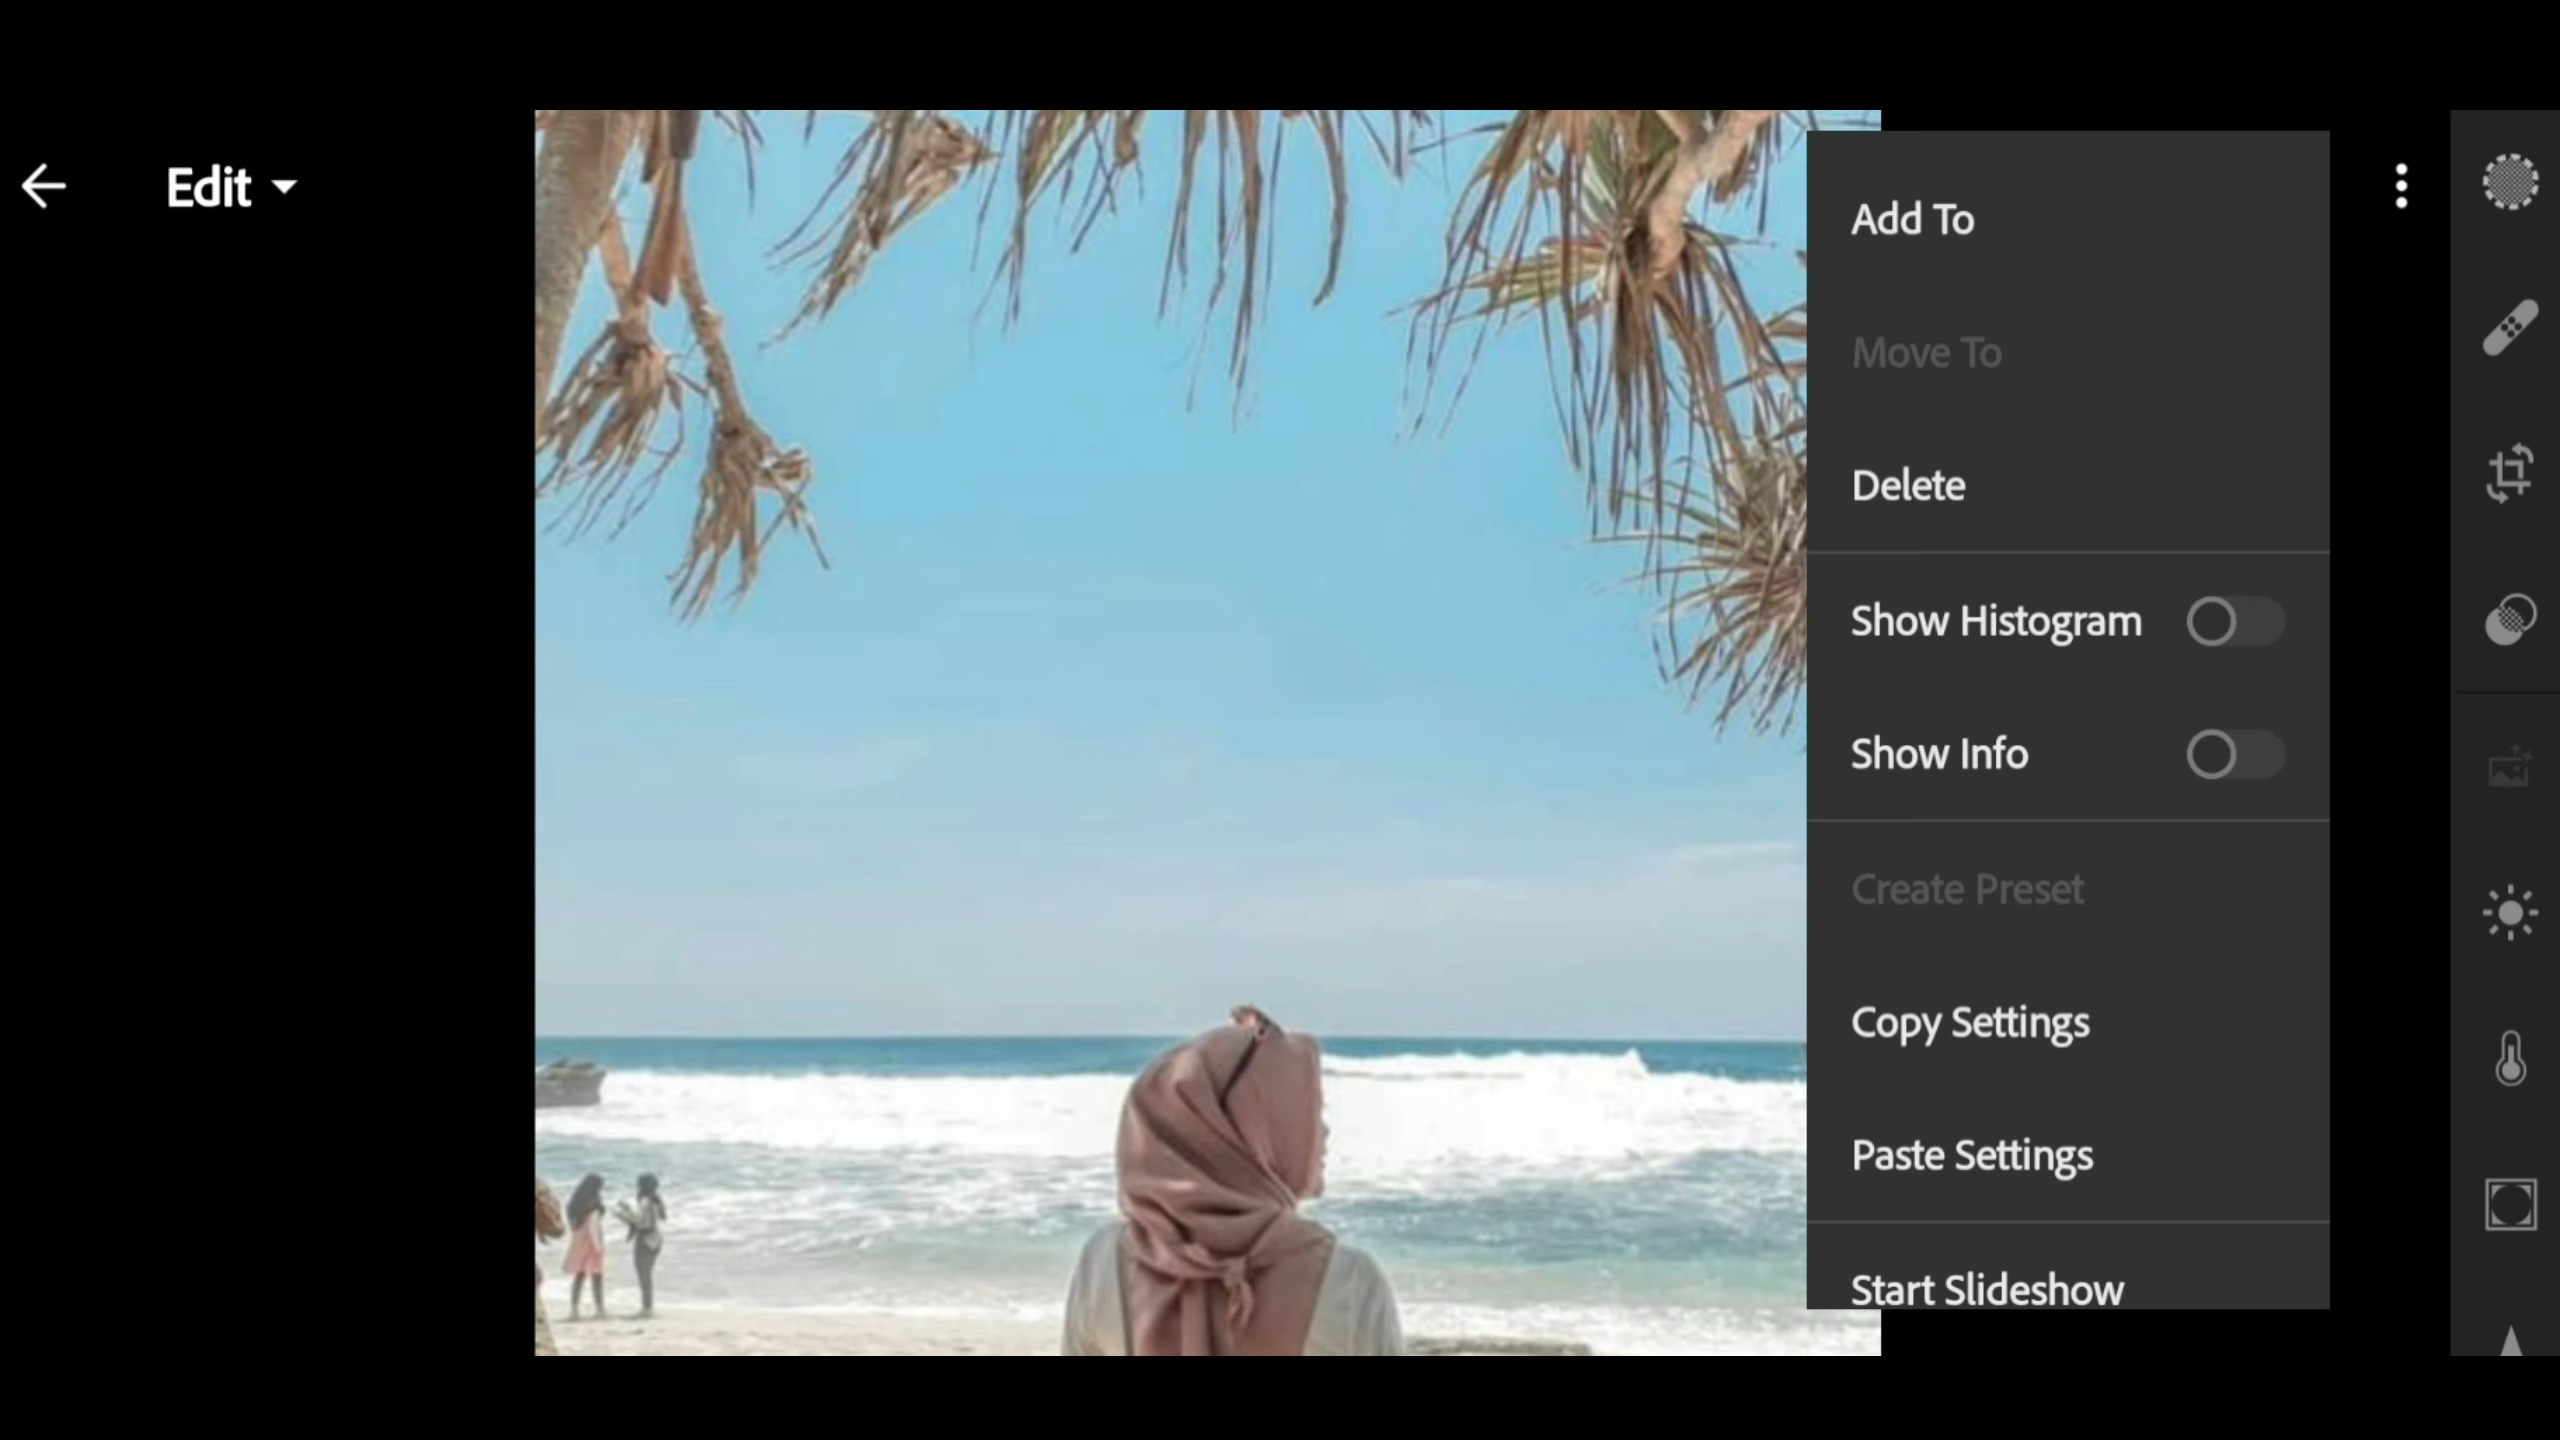 Edit
Add To
Move To
Delete
Show Histogram
Show Info
Create Preset
Copy Settings
Paste Settings
Start Slideshow